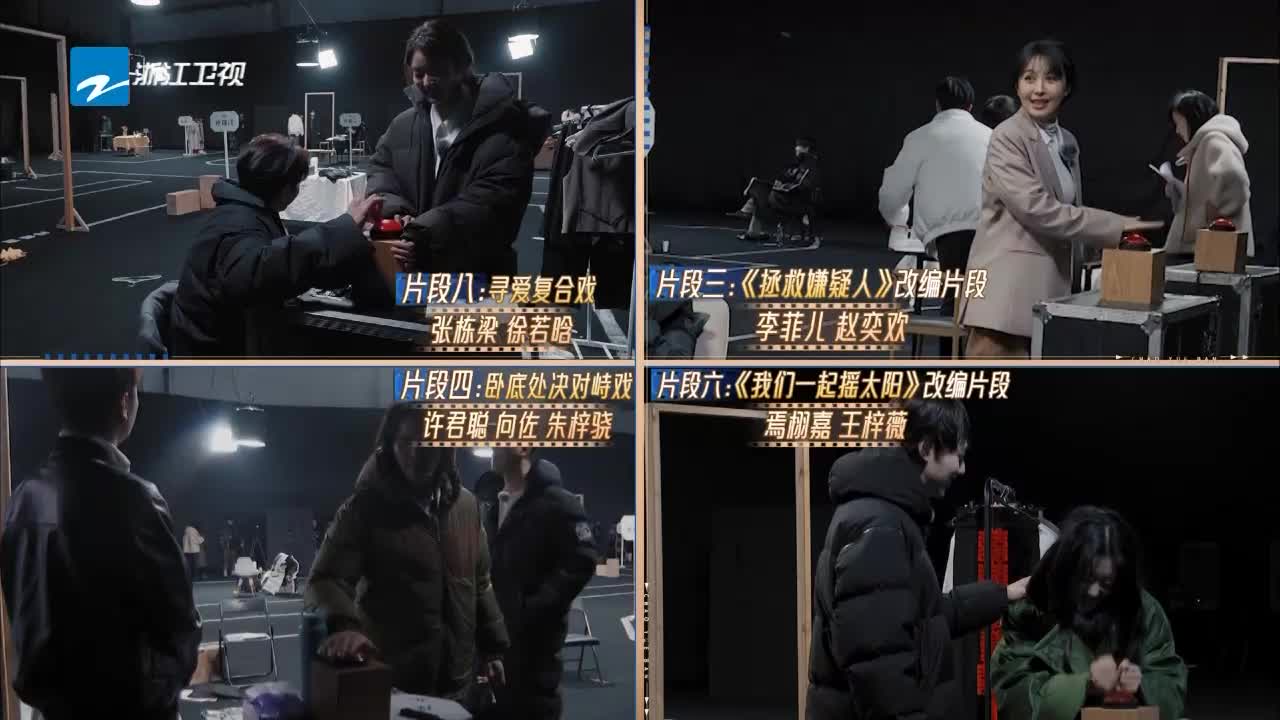 浙江卫视
片段八:寻爱复合戏
张栋梁 徐若晗
片段三:《拯救嫌疑人》改编片段
李菲儿 赵奕欢
片段四:卧底处决对峙戏
许君聪 向佐 朱梓骁
片段六:《我们一起摇太阳》改编片段
焉栩嘉 王梓薇